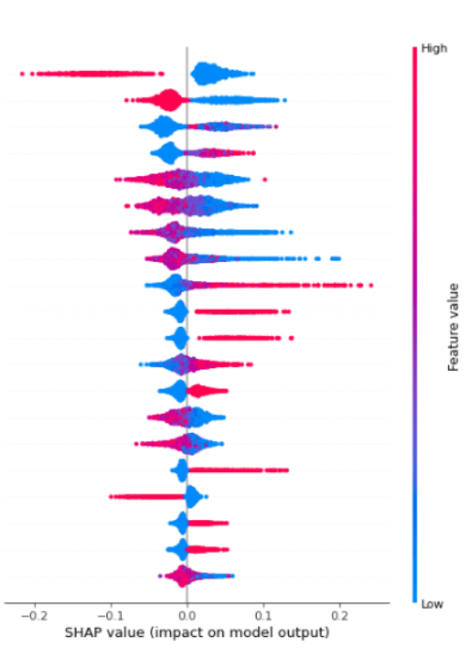 High
Feature value
Low
−0.2 −0.1 0.0 0.1 0.2
SHAP value (impact on model output)